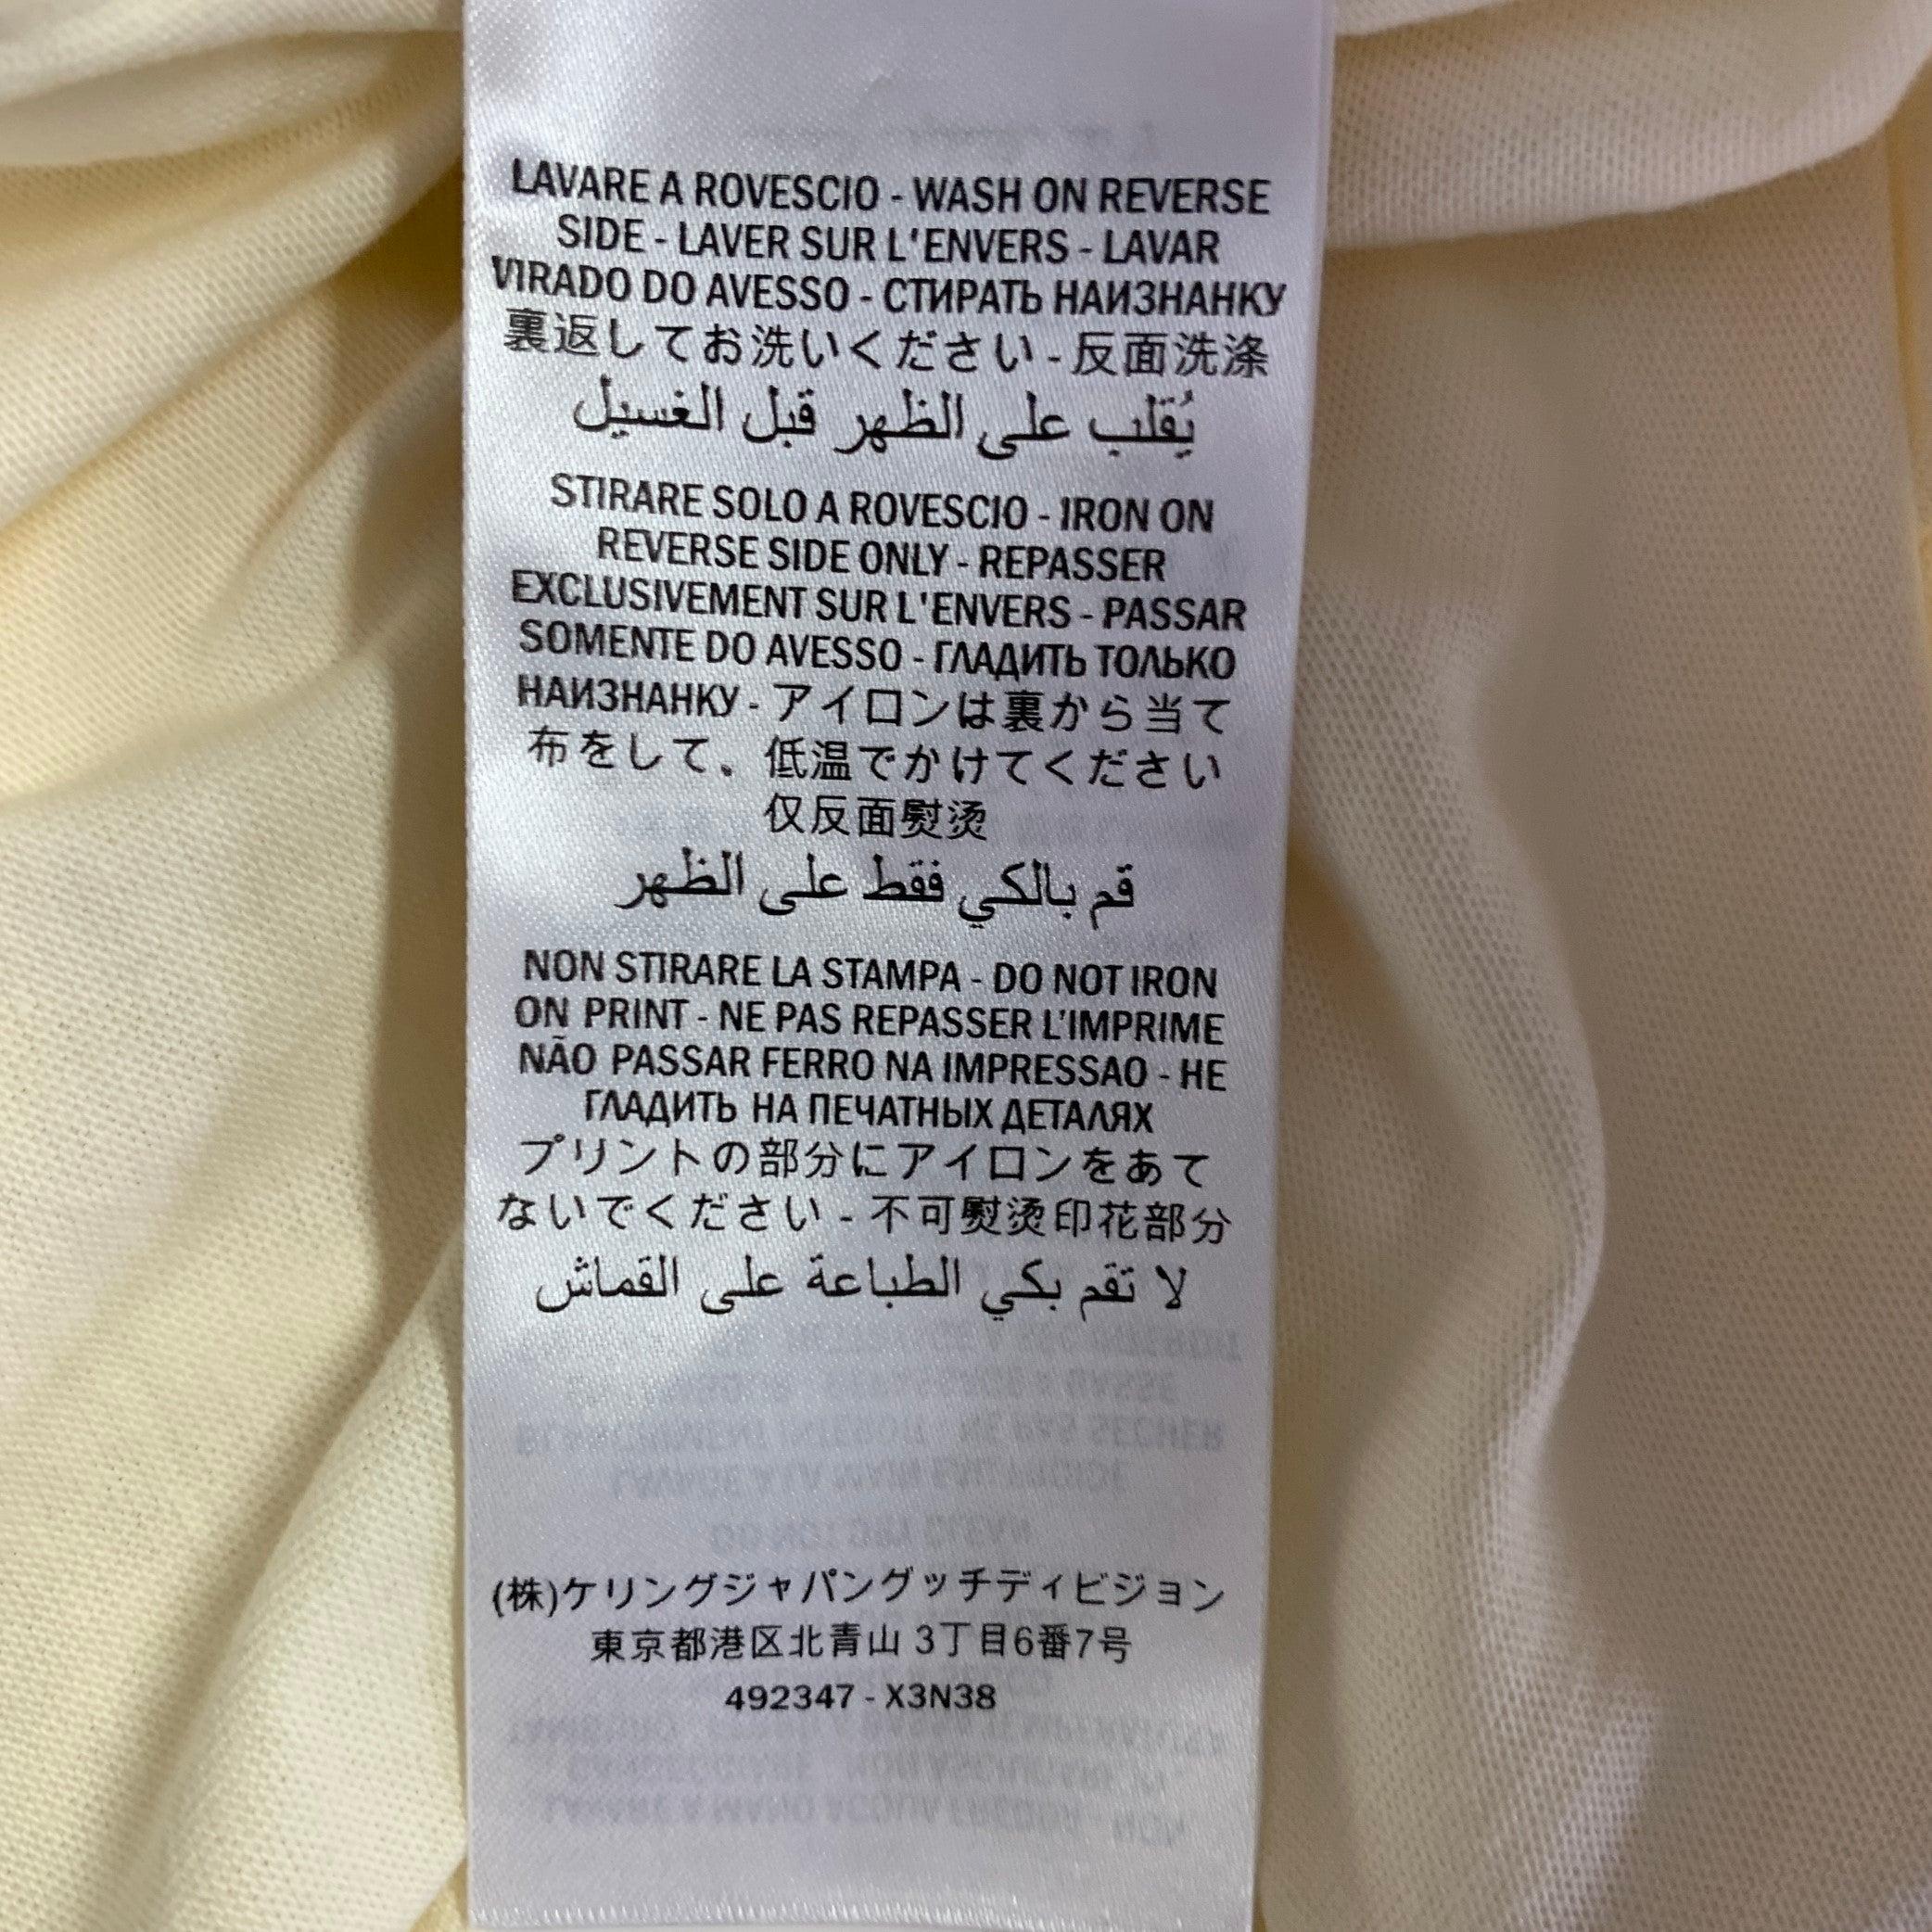 LAVARE A ROVESCIO - WASH ON REVERSE
SIDE - LAVER SUR L'ENVERS - LAVAR
VIRADO DO AVESSO - СТИРАТЬ НАИЗНАНКУ
裏返してお洗いください - 反面洗涤
يُقلب على الظهر قبل الغسيل
STIRARE SOLO A ROVESCIO - IRON ON
REVERSE SIDE ONLY - REPASSER
EXCLUSIVEMENT SUR L'ENVERS - PASSAR
SOMENTE DO AVESSO - ГЛАДИТЬ ТОЛЬКО
НАИЗНАНКУ - アイロンは裏から当て
布をして、低温でかけてください
仅反面熨烫
قم بالكي فقط على الظهر
NON STIRARE LA STAMPA - DO NOT IRON
ON PRINT - NE PAS REPASSER L'IMPRIME
NÃO PASSAR FERRO NA IMPRESSAO - НЕ
ГЛАДИТЬ НА ПЕЧАТНЫХ ДЕТАЛЯХ
プリントの部分にアイロンをあて
ないでください - 不可熨烫印花部分
لا تقم بكي الطباعة على القماش
(株)ケリングジャパングッチディビジョン
東京都港区北青山 3丁目6番7号
492347 - X3N38